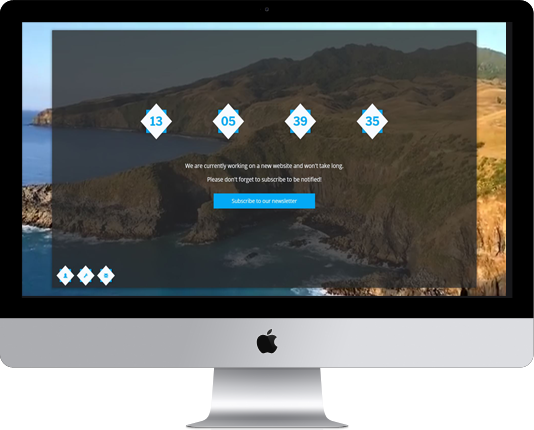 13 05 39 35
We are currently working on a new website and won't take long.
Please don't forget to subscribe to be notified!
Subscribe to our newsletter